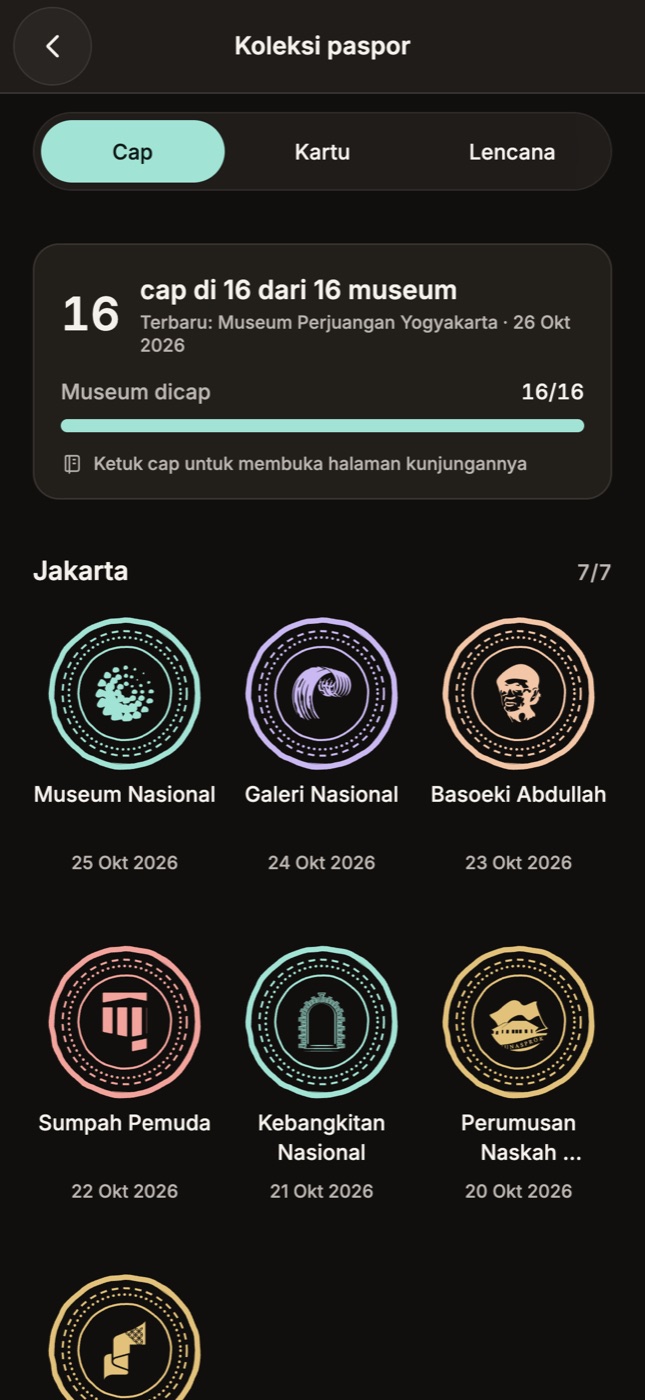 Koleksi paspor
Cap
Kartu
Lencana
16
cap di 16 dari 16 museum
Terbaru: Museum Perjuangan Yogyakarta · 26 Okt
2026
Museum dicap
16/16
Ketuk cap untuk membuka halaman kunjungannya
Jakarta
7/7
Museum Nasional
25 Okt 2026
Galeri Nasional
24 Okt 2026
Basoeki Abdullah
23 Okt 2026
Sumpah Pemuda
22 Okt 2026
Kebangkitan
Nasional
21 Okt 2026
Perumusan
Naskah ...
20 Okt 2026